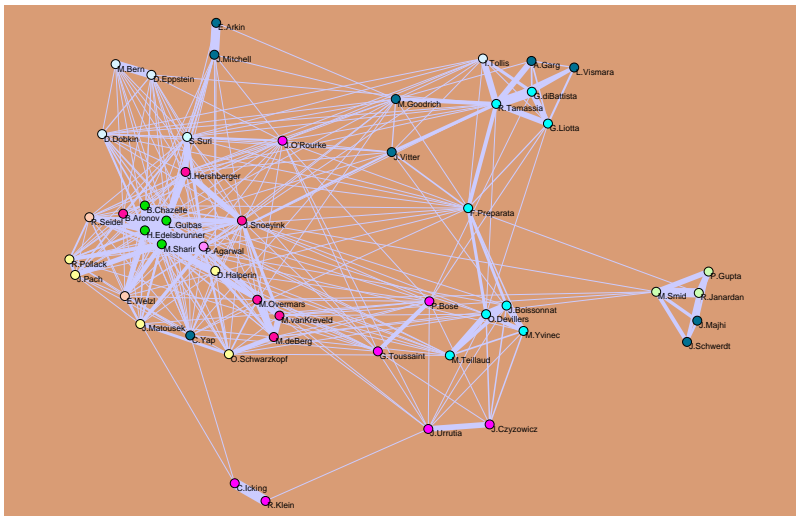 E.Arkin
J.Mitchell
I.Tollis
A.Garg
L.Vismara
M.Bern
D.Eppstein
G.diBattista
M.Goodrich
R.Tamassia
G.Liotta
D.Dobkin
S.Suri
J.O'Rourke
J.Vitter
J.Hershberger
B.Chazelle
F.Preparata
R.Seidel
B.Aronov
L.Guibas
J.Snoeyink
H.Edelsbrunner
M.Sharir
P.Agarwal
R.Pollack
D.Halperin
J.Pach
P.Gupta
M.Smid
R.Janardan
E.Welzl
M.Overmars
P.Bose
J.Boissonnat
O.Devillers
M.vanKreveld
J.Majhi
J.Matousek
C.Yap
M.deBerg
M.Yvinec
J.Schwerdt
O.Schwarzkopf
G.Toussaint
M.Teillaud
J.Urrutia
J.Czyzowicz
C.Icking
R.Klein